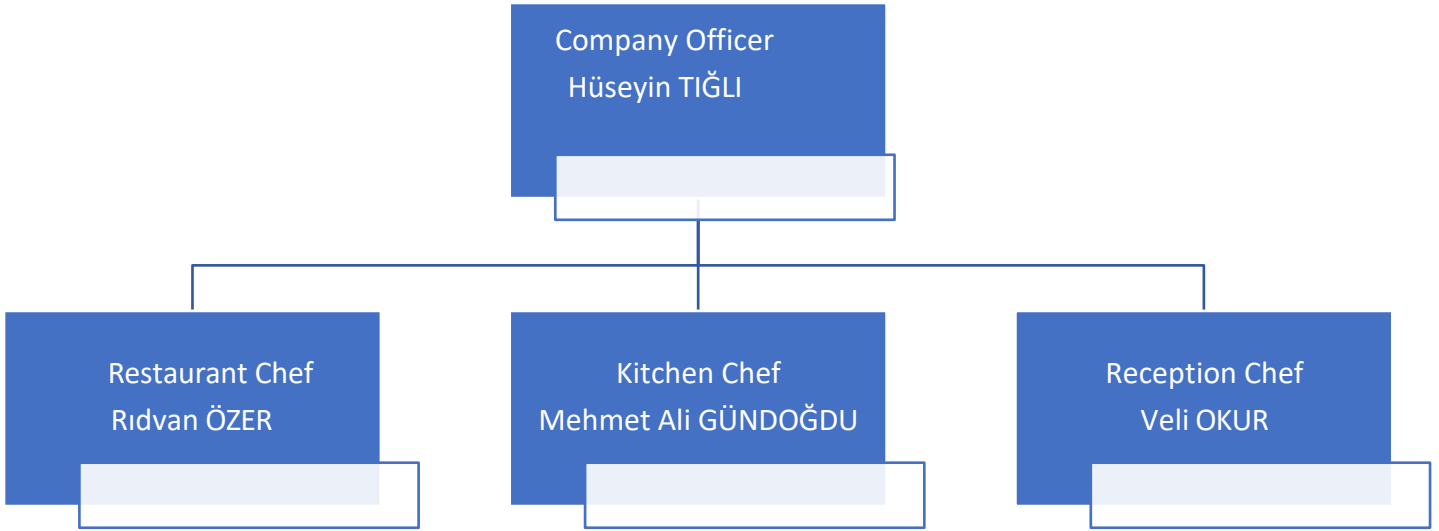 Company Officer
Hüseyin TIĞLI
Restaurant Chef
Rıdvan ÖZER
Kitchen Chef
Mehmet Ali GÜNDOĞDU
Reception Chef
Veli OKUR